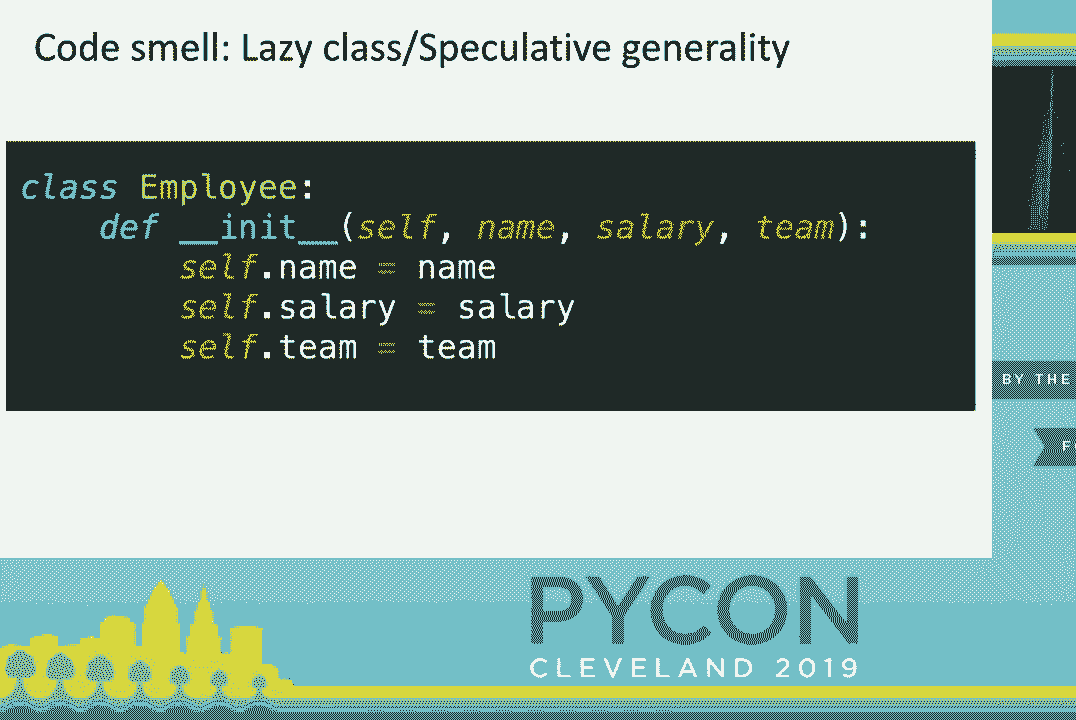 Code smell: Lazy class/Speculative generality
class Employee:
    def __init__(self, name, salary, team):
        self.name = name
        self.salary = salary
        self.team = team
BY THE
PYCON
CLEVELAND 2019